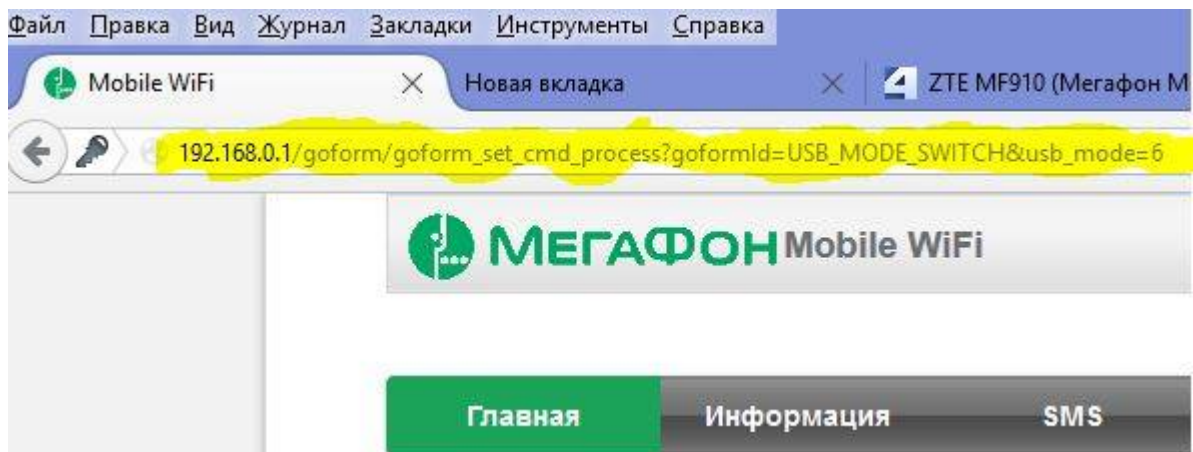 Файл Правка Вид Журнал Закладки Инструменты Справка
Mobile WiFi Новая вкладка 4 ZTE MF910 (Мегафон М
192.168.0.1/goform/goform_set_cmd_process?goformId=USB_MODE_SWITCH&usb_mode=6
МЕГАФОН Mobile WiFi
Главная Информация SMS